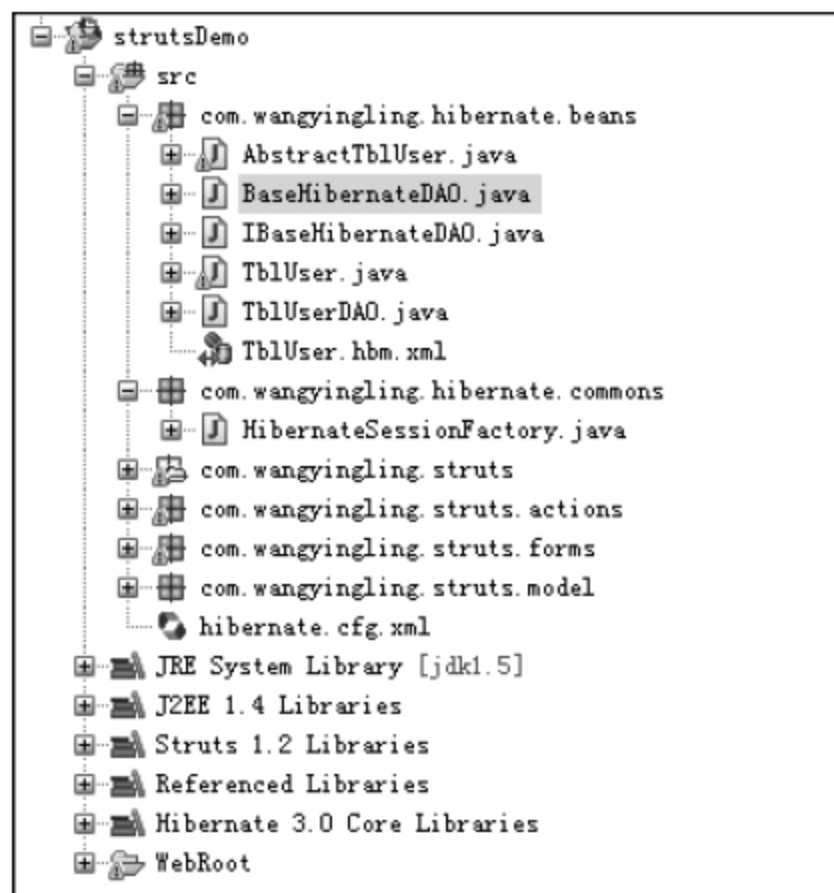 strutsDemo
src
com.wangyingling.hibernate.beans
AbstractTblUser.java
BaseHibernateDAO.java
IBaseHibernateDAO.java
TblUser.java
TblUserDAO.java
TblUser.hbm.xml
com.wangyingling.hibernate.commons
HibernateSessionFactory.java
com.wangyingling.struts
com.wangyingling.struts.actions
com.wangyingling.struts.forms
com.wangyingling.struts.model
hibernate.cfg.xml
JRE System Library [jdk1.5]
J2EE 1.4 Libraries
Struts 1.2 Libraries
Referenced Libraries
Hibernate 3.0 Core Libraries
WebRoot